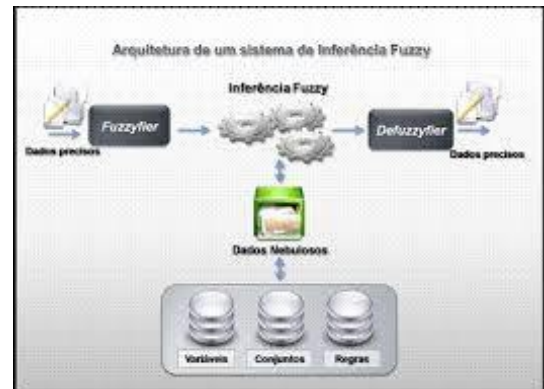 Arquitetura de um sistema de Inferência Fuzzy
Inferência Fuzzy
Fuzzyfier
Defuzzyfier
Dados precisos
Dados precisos
Dados Nebulosos
Variáveis
Conjuntos
Regras